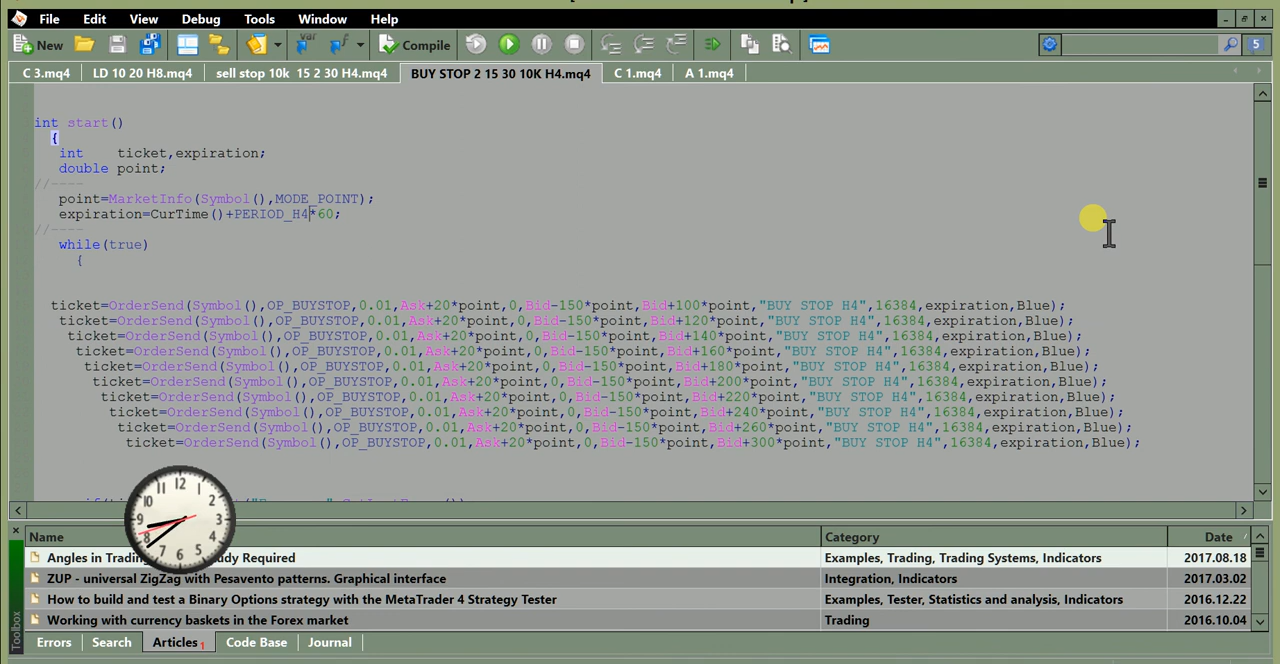 File Edit View Debug Tools Window Help
New var Compile 5
C 3.mq4 LD 10 20 H8.mq4 sell stop 10k 15 2 30 H4.mq4 BUY STOP 2 15 30 10K H4.mq4 C 1.mq4 A 1.mq4
int start()
{
int ticket,expiration;
double point;
//----
point=MarketInfo(Symbol(),MODE_POINT);
expiration=CurTime()+PERIOD_H4*60;
//----
while(true)
{
ticket=OrderSend(Symbol(),OP_BUYSTOP,0.01,Ask+20*point,0,Bid-150*point,Bid+100*point,"BUY STOP H4",16384,expiration,Blue);
ticket=OrderSend(Symbol(),OP_BUYSTOP,0.01,Ask+20*point,0,Bid-150*point,Bid+120*point,"BUY STOP H4",16384,expiration,Blue);
ticket=OrderSend(Symbol(),OP_BUYSTOP,0.01,Ask+20*point,0,Bid-150*point,Bid+140*point,"BUY STOP H4",16384,expiration,Blue);
ticket=OrderSend(Symbol(),OP_BUYSTOP,0.01,Ask+20*point,0,Bid-150*point,Bid+160*point,"BUY STOP H4",16384,expiration,Blue);
ticket=OrderSend(Symbol(),OP_BUYSTOP,0.01,Ask+20*point,0,Bid-150*point,Bid+180*point,"BUY STOP H4",16384,expiration,Blue);
ticket=OrderSend(Symbol(),OP_BUYSTOP,0.01,Ask+20*point,0,Bid-150*point,Bid+200*point,"BUY STOP H4",16384,expiration,Blue);
ticket=OrderSend(Symbol(),OP_BUYSTOP,0.01,Ask+20*point,0,Bid-150*point,Bid+220*point,"BUY STOP H4",16384,expiration,Blue);
ticket=OrderSend(Symbol(),OP_BUYSTOP,0.01,Ask+20*point,0,Bid-150*point,Bid+240*point,"BUY STOP H4",16384,expiration,Blue);
ticket=OrderSend(Symbol(),OP_BUYSTOP,0.01,Ask+20*point,0,Bid-150*point,Bid+260*point,"BUY STOP H4",16384,expiration,Blue);
ticket=OrderSend(Symbol(),OP_BUYSTOP,0.01,Ask+20*point,0,Bid-150*point,Bid+300*point,"BUY STOP H4",16384,expiration,Blue);
12 1 2 3 4 5 6 7 8 9 10 11
Name Category Date
Angles in Required Examples, Trading, Trading Systems, Indicators 2017.08.18
ZUP - universal ZigZag with Pesavento patterns. Graphical interface Integration, Indicators 2017.03.02
How to build and test a Binary Options strategy with the MetaTrader 4 Strategy Tester Examples, Tester, Statistics and analysis, Indicators 2016.12.22
Working with currency baskets in the Forex market Trading 2016.10.04
Toolbox
Errors Search Articles 1 Code Base Journal